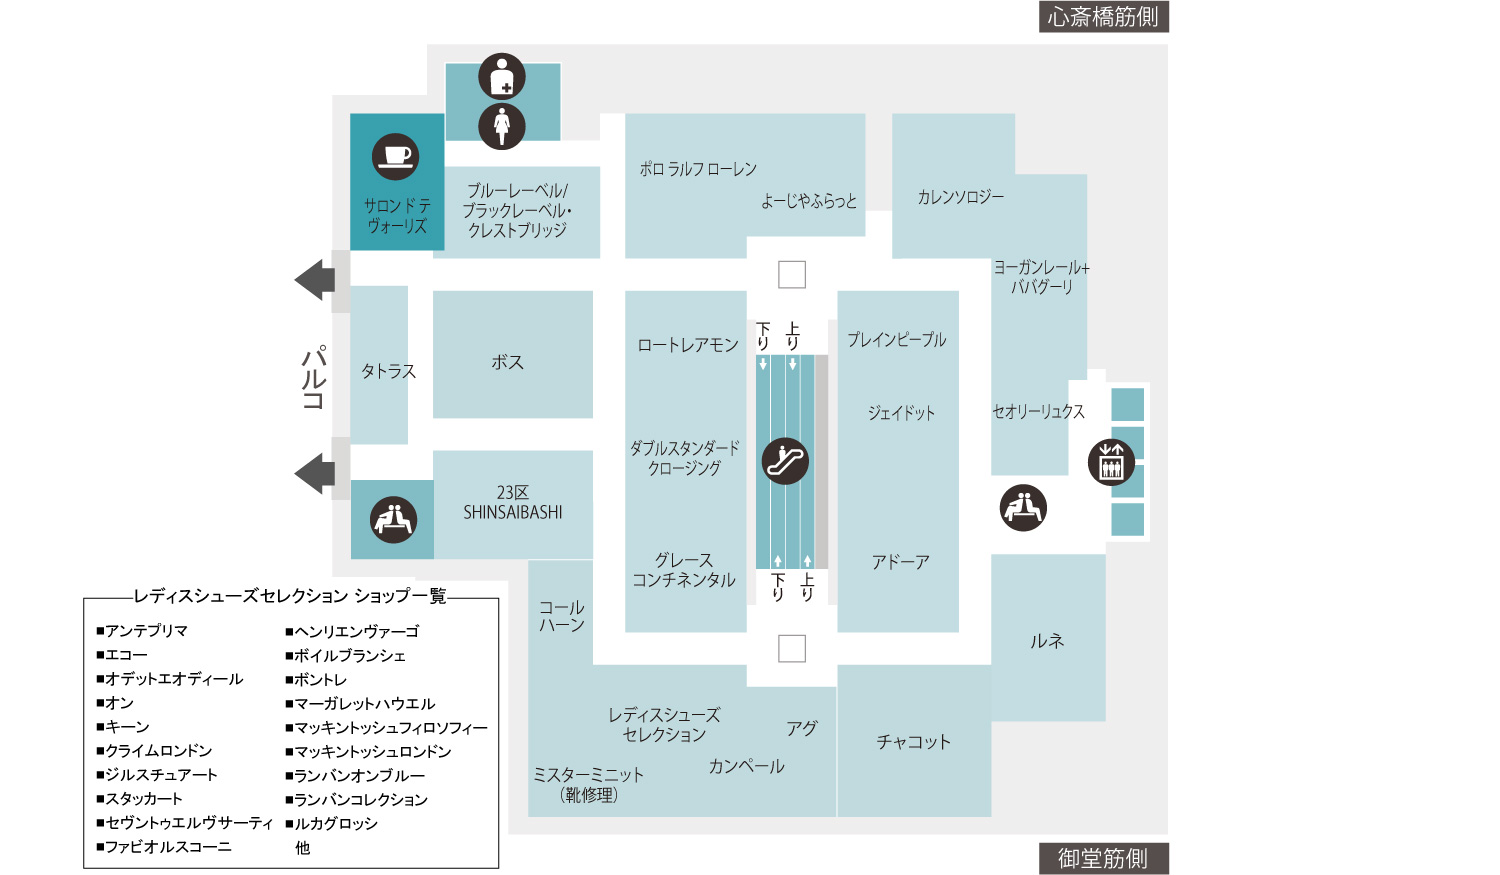 心斎橋筋側
サロン ド テ
ヴォーリズ
ブルーレーベル/
ブラックレーベル・
クレストブリッジ
ポロ ラルフ ローレン
よーじやふらっと
カレンソロジー
ヨーガンレール+
ババグーリ
パルコ
タトラス
ボス
ロートレアモン
下り
上り
プレインピープル
ジェイドット
セオリーリュクス
ダブルスタンダード
クロージング
23区
SHINSAIBASHI
グレース
コンチネンタル
下り
上り
アドーア
コール
ハーン
ルネ
レディスシューズ
セレクション
アグ
カンペール
チャコット
ミスターミニット
(靴修理)
レディスシューズセレクション ショップ一覧
■アンテプリマ
■エコー
■オデットエオディール
■オン
■キーン
■クライムロンドン
■ジルスチュアート
■スタッカート
■セヴントゥエルヴサーティ
■ファビオルスコーニ
■ヘンリエンヴァーゴ
■ボイルブランシェ
■ボントレ
■マーガレットハウエル
■マッキントッシュフィロソフィー
■マッキントッシュロンドン
■ランバンオンブルー
■ランバンコレクション
■ルカグロッシ
他
御堂筋側